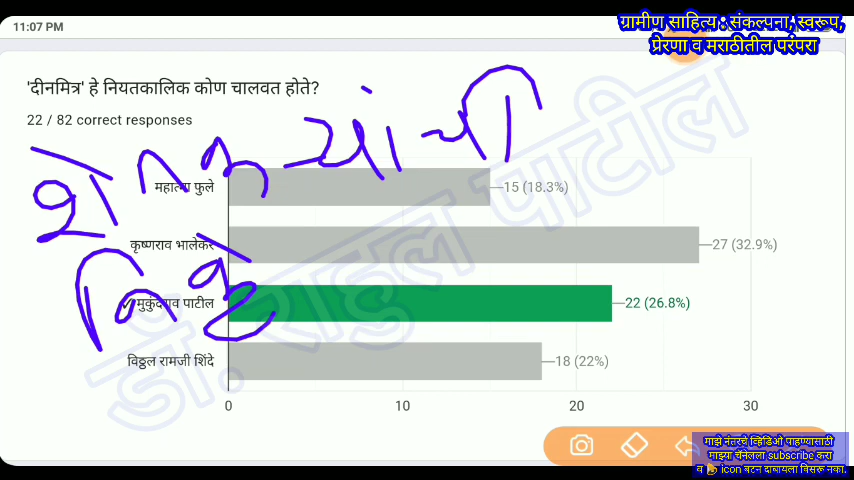 11:07 PM
ग्रामीण साहित्य : संकल्पना, स्वरूप,
प्रेरणा व मराठीतील परंपरा
'दीनमित्र' हे नियतकालिक कोण चालवत होते?
22 / 82 correct responses
महात्मा फुले 15 (18.3%)
कृष्णराव भालेकर 27 (32.9%)
✓ मुकुंदराव पाटील 22 (26.8%)
विठ्ठल रामजी शिंदे 18 (22%)
0 10 20 30
डॉ. राहुल पाटील
माझे नंतरचे व्हिडिओ पाहण्यासाठी
माझ्या चॅनेलला subscribe करा
व 🔔 icon बटन दाबायला विसरू नका.